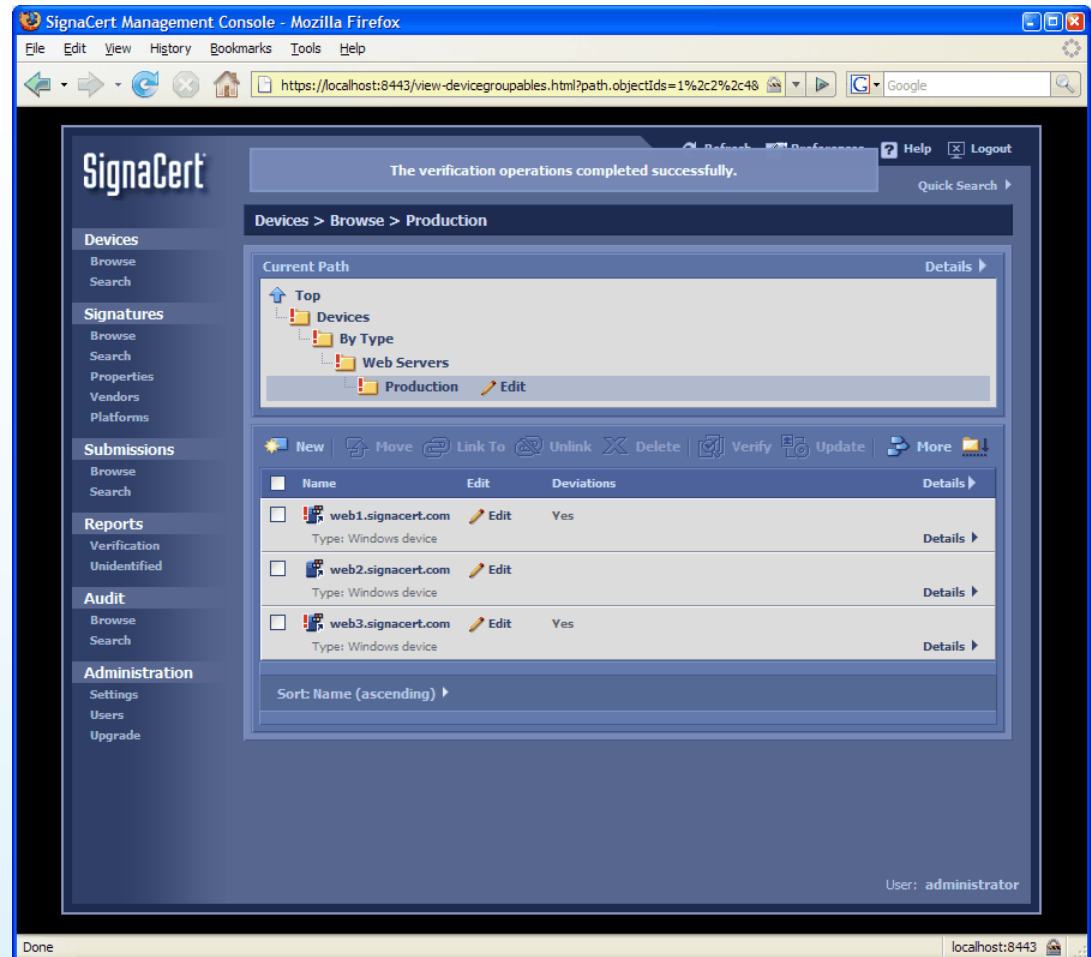 SignaCert Management Console - Mozilla Firefox
File Edit View History Bookmarks Tools Help
https://localhost:8443/view-devicegroupables.html?path.objectIds=1%2c2%2c48
G Google
SignaCert
Refresh Preferences ? Help Logout
The verification operations completed successfully.
Quick Search
Devices > Browse > Production
Devices
Browse
Search
Signatures
Browse
Search
Properties
Vendors
Platforms
Submissions
Browse
Search
Reports
Verification
Unidentified
Audit
Browse
Search
Administration
Settings
Users
Upgrade
Current Path Details
Top
Devices
By Type
Web Servers
Production Edit
New Move Link To Unlink Delete Verify Update More
Name Edit Deviations Details
web1.signacert.com Edit Yes
Type: Windows device Details
web2.signacert.com Edit
Type: Windows device Details
web3.signacert.com Edit Yes
Type: Windows device Details
Sort: Name (ascending)
User: administrator
Done localhost:8443